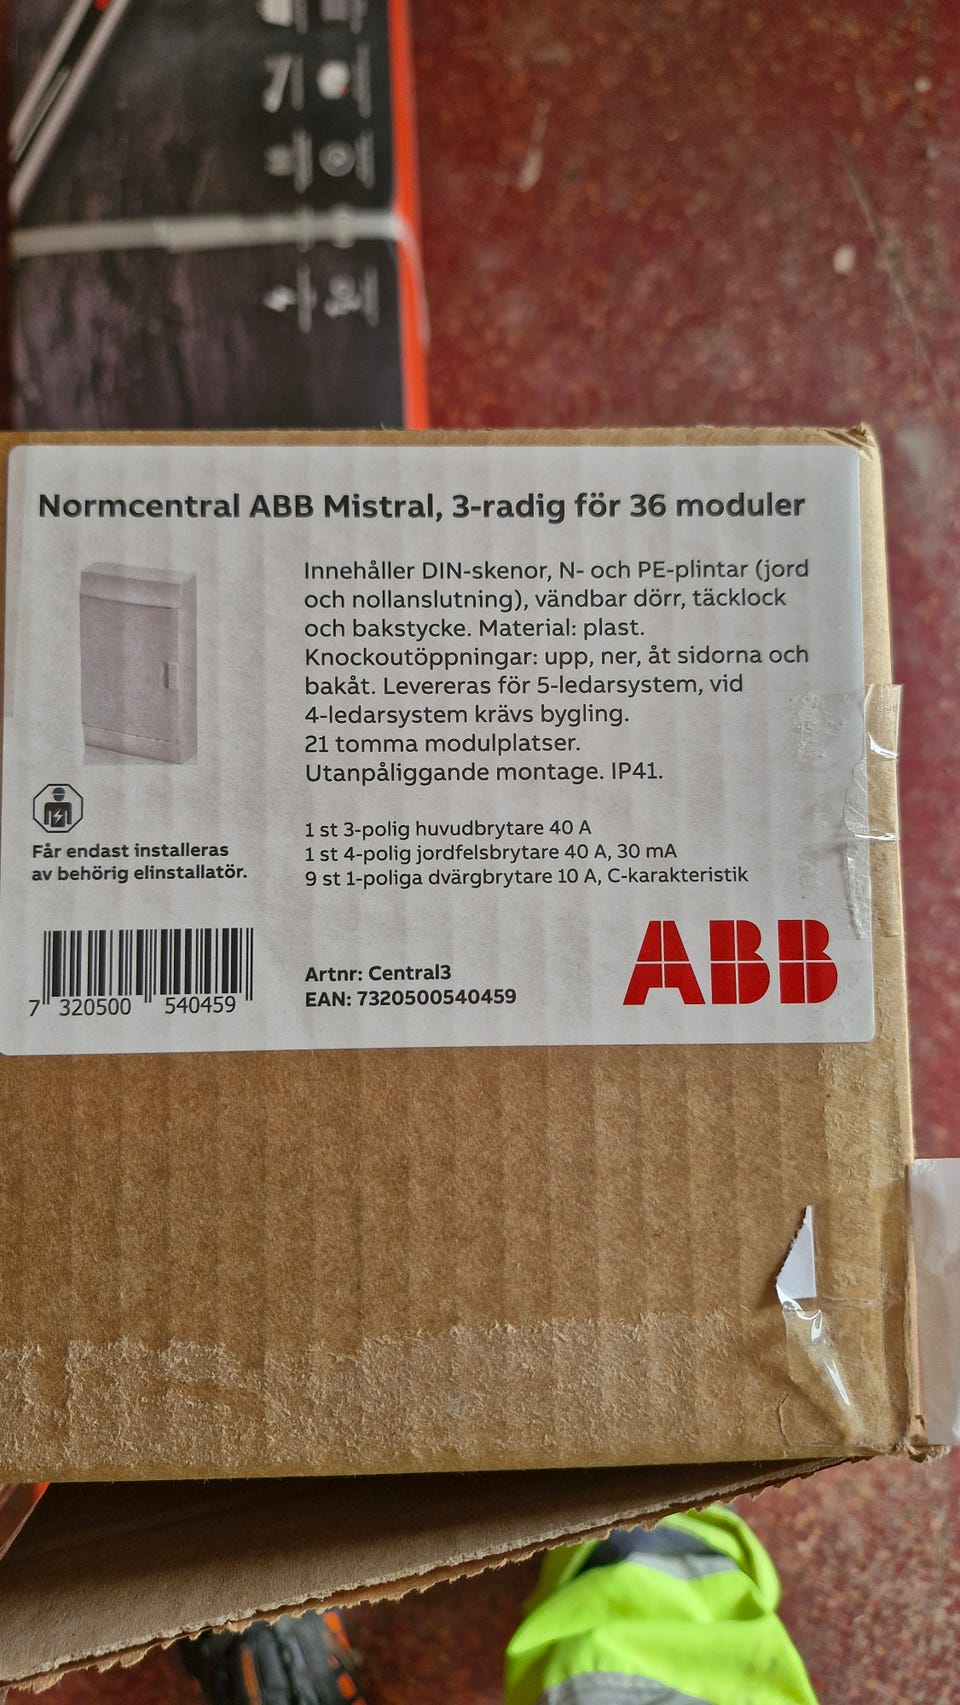 Normcentral ABB Mistral, 3-radig för 36 moduler
Innehåller DIN-skenor, N- och PE-plintar (jord
och nollanslutning), vändbar dörr, täcklock
och bakstycke. Material: plast.
Knockoutöppningar: upp, ner, åt sidorna och
bakåt. Levereras för 5-ledarsystem, vid
4-ledarsystem krävs bygling.
21 tomma modulplatser.
Utanpåliggande montage. IP41.
Får endast installeras
av behörig elinstallatör.
1 st 3-polig huvudbrytare 40 A
1 st 4-polig jordfelsbrytare 40 A, 30 mA
9 st 1-poliga dvärgbrytare 10 A, C-karakteristik
7 320500 540459
Artnr: Central3
EAN: 7320500540459
ABB